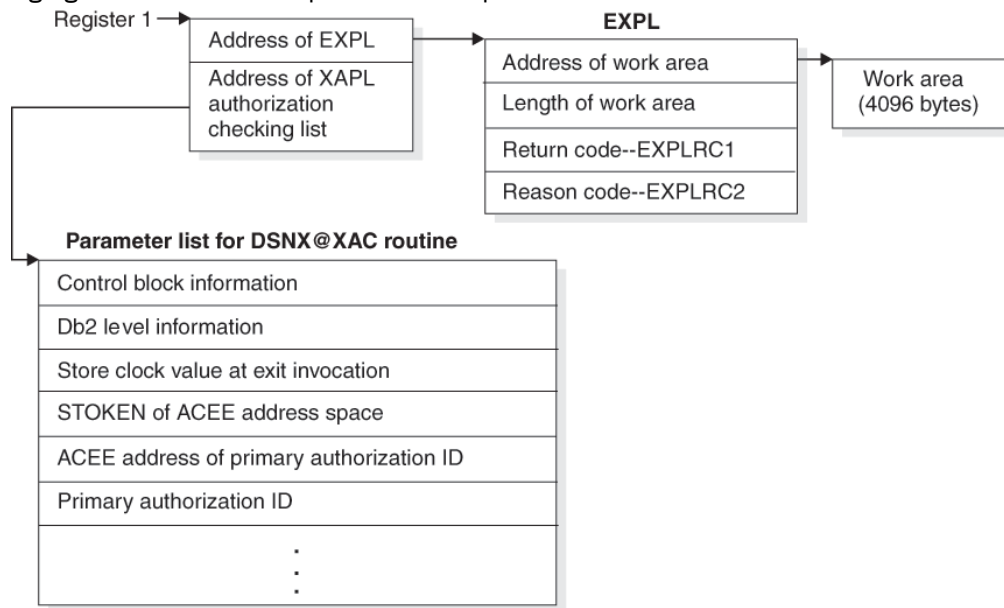 Register 1
Address of EXPL
Address of XAPL
authorization
checking list
EXPL
Address of work area
Length of work area
Return code--EXPLRC1
Reason code--EXPLRC2
Work area
(4096 bytes)
Parameter list for DSNX@XAC routine
Control block information
Db2 level information
Store clock value at exit invocation
STOKEN of ACEE address space
ACEE address of primary authorization ID
Primary authorization ID
.
.
.